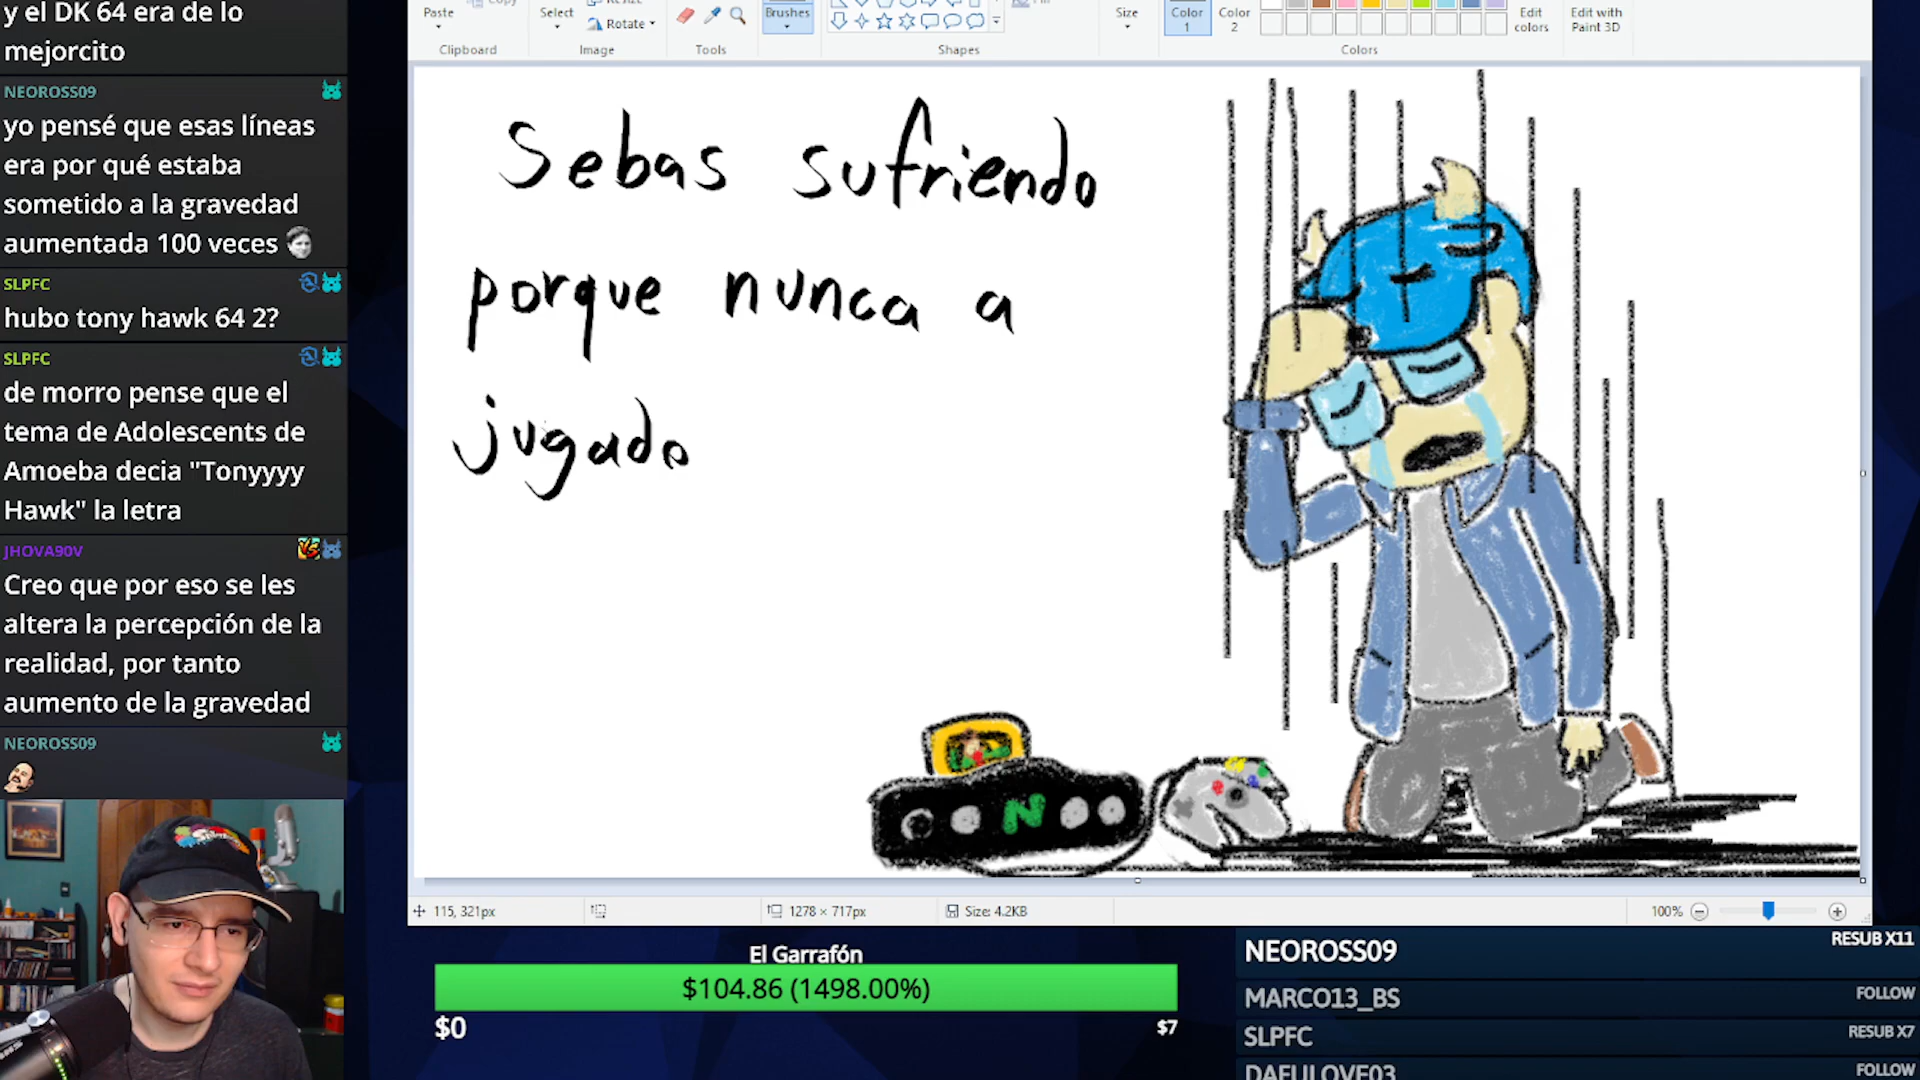 y el DK 64 era de lo
mejorcito
NEOROSS09
yo pensé que esas líneas
era por qué estaba
sometido a la gravedad
aumentada 100 veces
SLPFC
hubo tony hawk 64 2?
SLPFC
de morro pense que el
tema de Adolescents de
Amoeba decia "Tonyyyy
Hawk" la letra
JHOVA90V
Creo que por eso se les
altera la percepción de la
realidad, por tanto
aumento de la gravedad
NEOROSS09
Paste
Copy
Select
Rotate
Brushes
Size
Color
1
Color
2
Edit
colors
Edit with
Paint 3D
Clipboard
Image
Tools
Shapes
Colors
Sebas sufriendo
porque nunca a
jugado
N
115, 321px
1278 × 717px
Size: 4.2KB
100%
El Garrafón
$104.86 (1498.00%)
$0
$7
NEOROSS09 RESUB X11
MARCO13_BS FOLLOW
SLPFC RESUB X7
FOLLOW